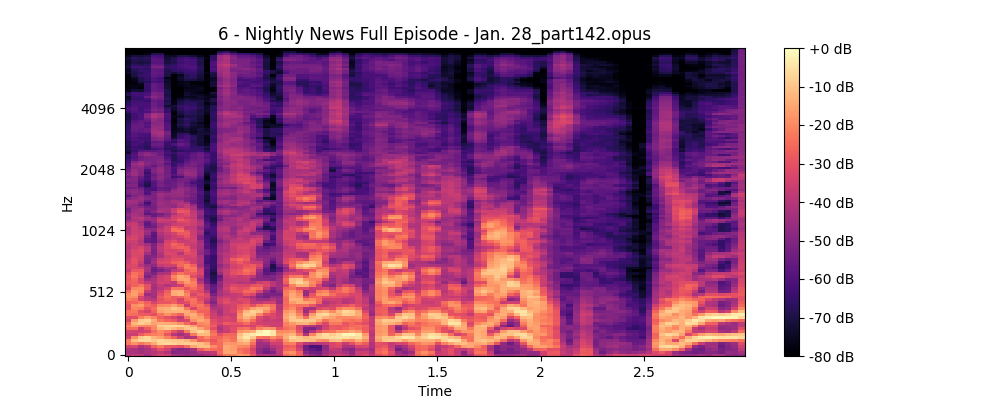 6 - Nightly News Full Episode - Jan. 28_part142.opus
Hz
4096
2048
1024
512
0
0
0.5
1
1.5
2
2.5
Time
+0 dB
-10 dB
-20 dB
-30 dB
-40 dB
-50 dB
-60 dB
-70 dB
-80 dB